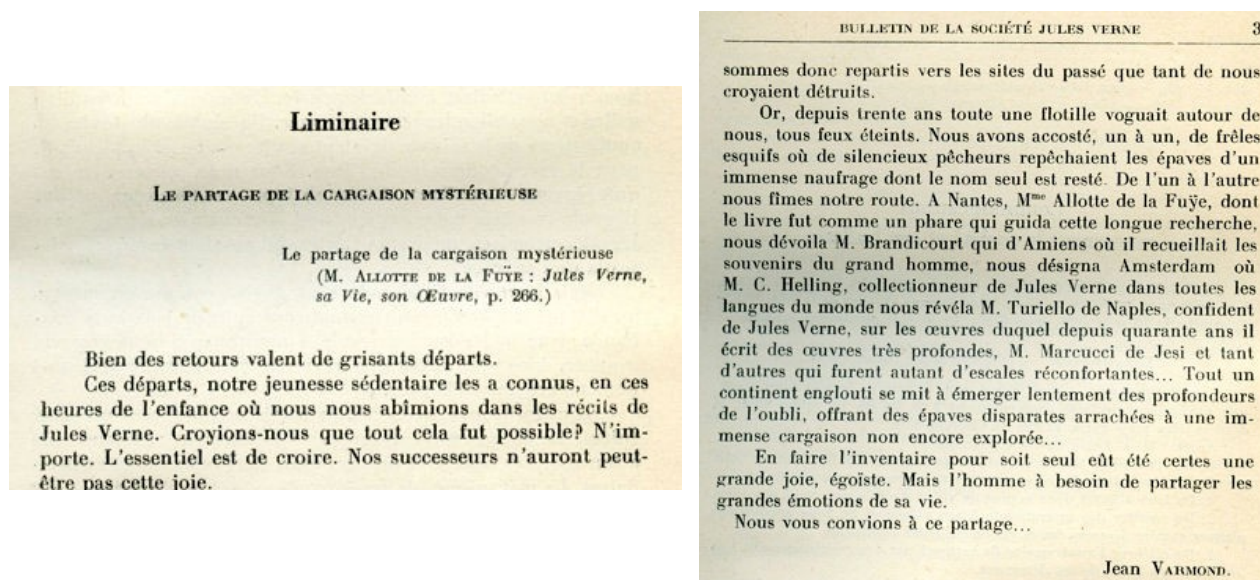 Liminaire
LE PARTAGE DE LA CARGAISON MYSTÉRIEUSE
Le partage de la cargaison mystérieuse
(M. ALLOTTE DE LA FUŸE : Jules Verne,
sa Vie, son Œuvre, p. 266.)
Bien des retours valent de grisants départs.
Ces départs, notre jeunesse sédentaire les a connus, en ces
heures de l'enfance où nous nous abîmions dans les récits de
Jules Verne. Croyions-nous que tout cela fut possible? N'im-
porte. L'essentiel est de croire. Nos successeurs n'auront peut-
être pas cette joie.
BULLETIN DE LA SOCIÉTÉ JULES VERNE 3
sommes donc repartis vers les sites du passé que tant de nous
croyaient détruits.
Or, depuis trente ans toute une flotille voguait autour de
nous, tous feux éteints. Nous avons accosté, un à un, de frêles
esquifs où de silencieux pêcheurs repêchaient les épaves d'un
immense naufrage dont le nom seul est resté. De l'un à l'autre
nous fîmes notre route. A Nantes, Mme Allotte de la Fuÿe, dont
le livre fut comme un phare qui guida cette longue recherche,
nous dévoila M. Brandicourt qui d'Amiens où il recueillait les
souvenirs du grand homme, nous désigna Amsterdam où
M. C. Helling, collectionneur de Jules Verne dans toutes les
langues du monde nous révéla M. Turiello de Naples, confident
de Jules Verne, sur les œuvres duquel depuis quarante ans il
écrit des œuvres très profondes, M. Marcucci de Jesi et tant
d'autres qui furent autant d'escales réconfortantes... Tout un
continent englouti se mit à émerger lentement des profondeurs
de l'oubli, offrant des épaves disparates arrachées à une im-
mense cargaison non encore explorée...
En faire l'inventaire pour soit seul eût été certes une
grande joie, égoïste. Mais l'homme à besoin de partager les
grandes émotions de sa vie.
Nous vous convions à ce partage...
Jean VARMOND.